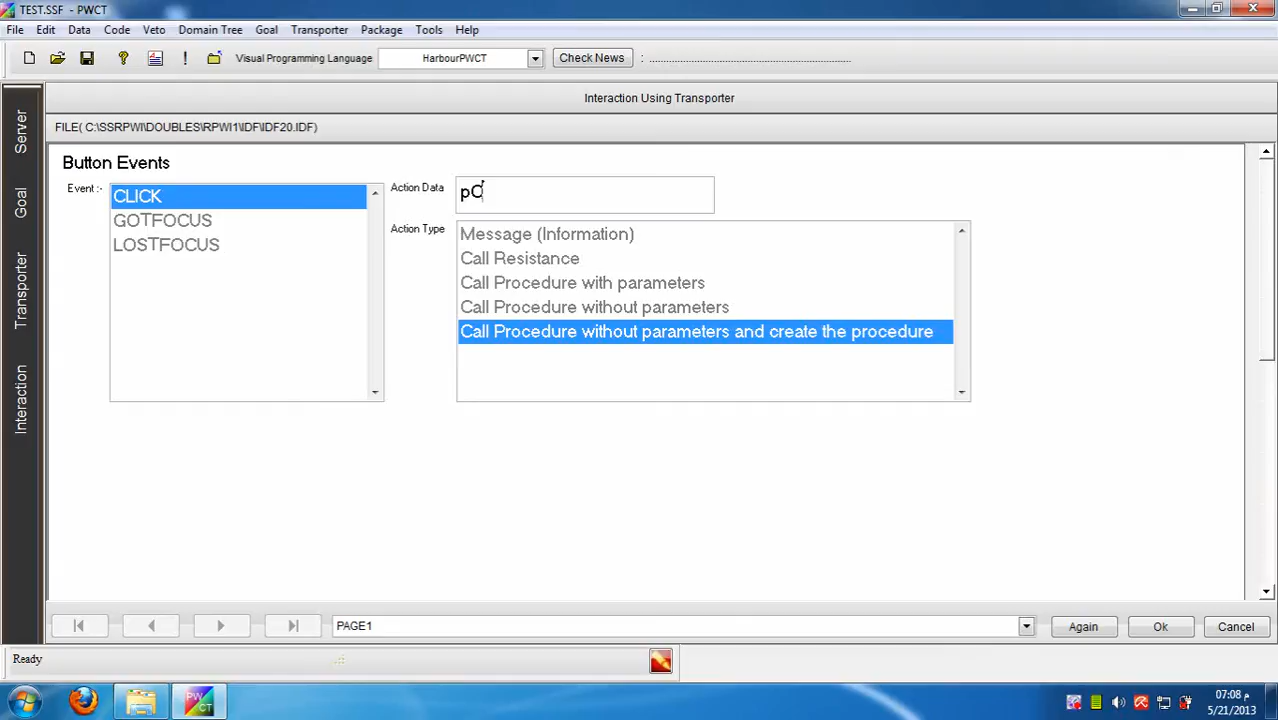 TEST.SSF - PWCT
File Edit Data Code Veto Domain Tree Goal Transporter Package Tools Help
Visual Programming Language HarbourPWCT Check News : ........................................................
Interaction Using Transporter
FILE( C:\SSRPWI\DOUBLES\RPWI1\IDF\IDF20.IDF)
Server
Goal
Transporter
Interaction
Button Events
Event :-
CLICK
GOTFOCUS
LOSTFOCUS
Action Data pC
Action Type
Message (Information)
Call Resistance
Call Procedure with parameters
Call Procedure without parameters
Call Procedure without parameters and create the procedure
PAGE1 Again Ok Cancel
Ready
PW CT
07:08 م
5/21/2013